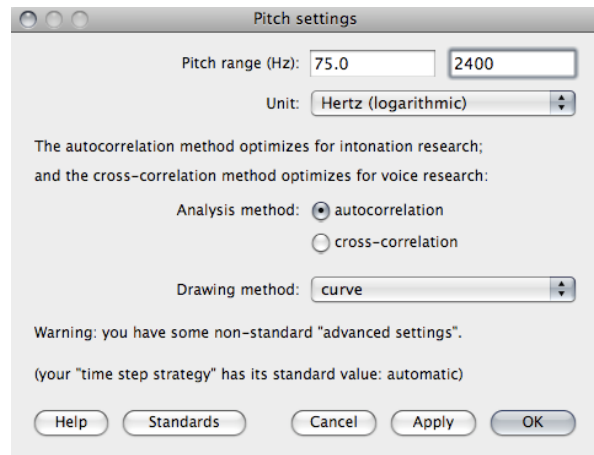 Pitch settings
Pitch range (Hz): 75.0 2400
Unit: Hertz (logarithmic)
The autocorrelation method optimizes for intonation research;
and the cross-correlation method optimizes for voice research:
Analysis method: autocorrelation
cross-correlation
Drawing method: curve
Warning: you have some non-standard "advanced settings".
(your "time step strategy" has its standard value: automatic)
Help Standards Cancel Apply OK